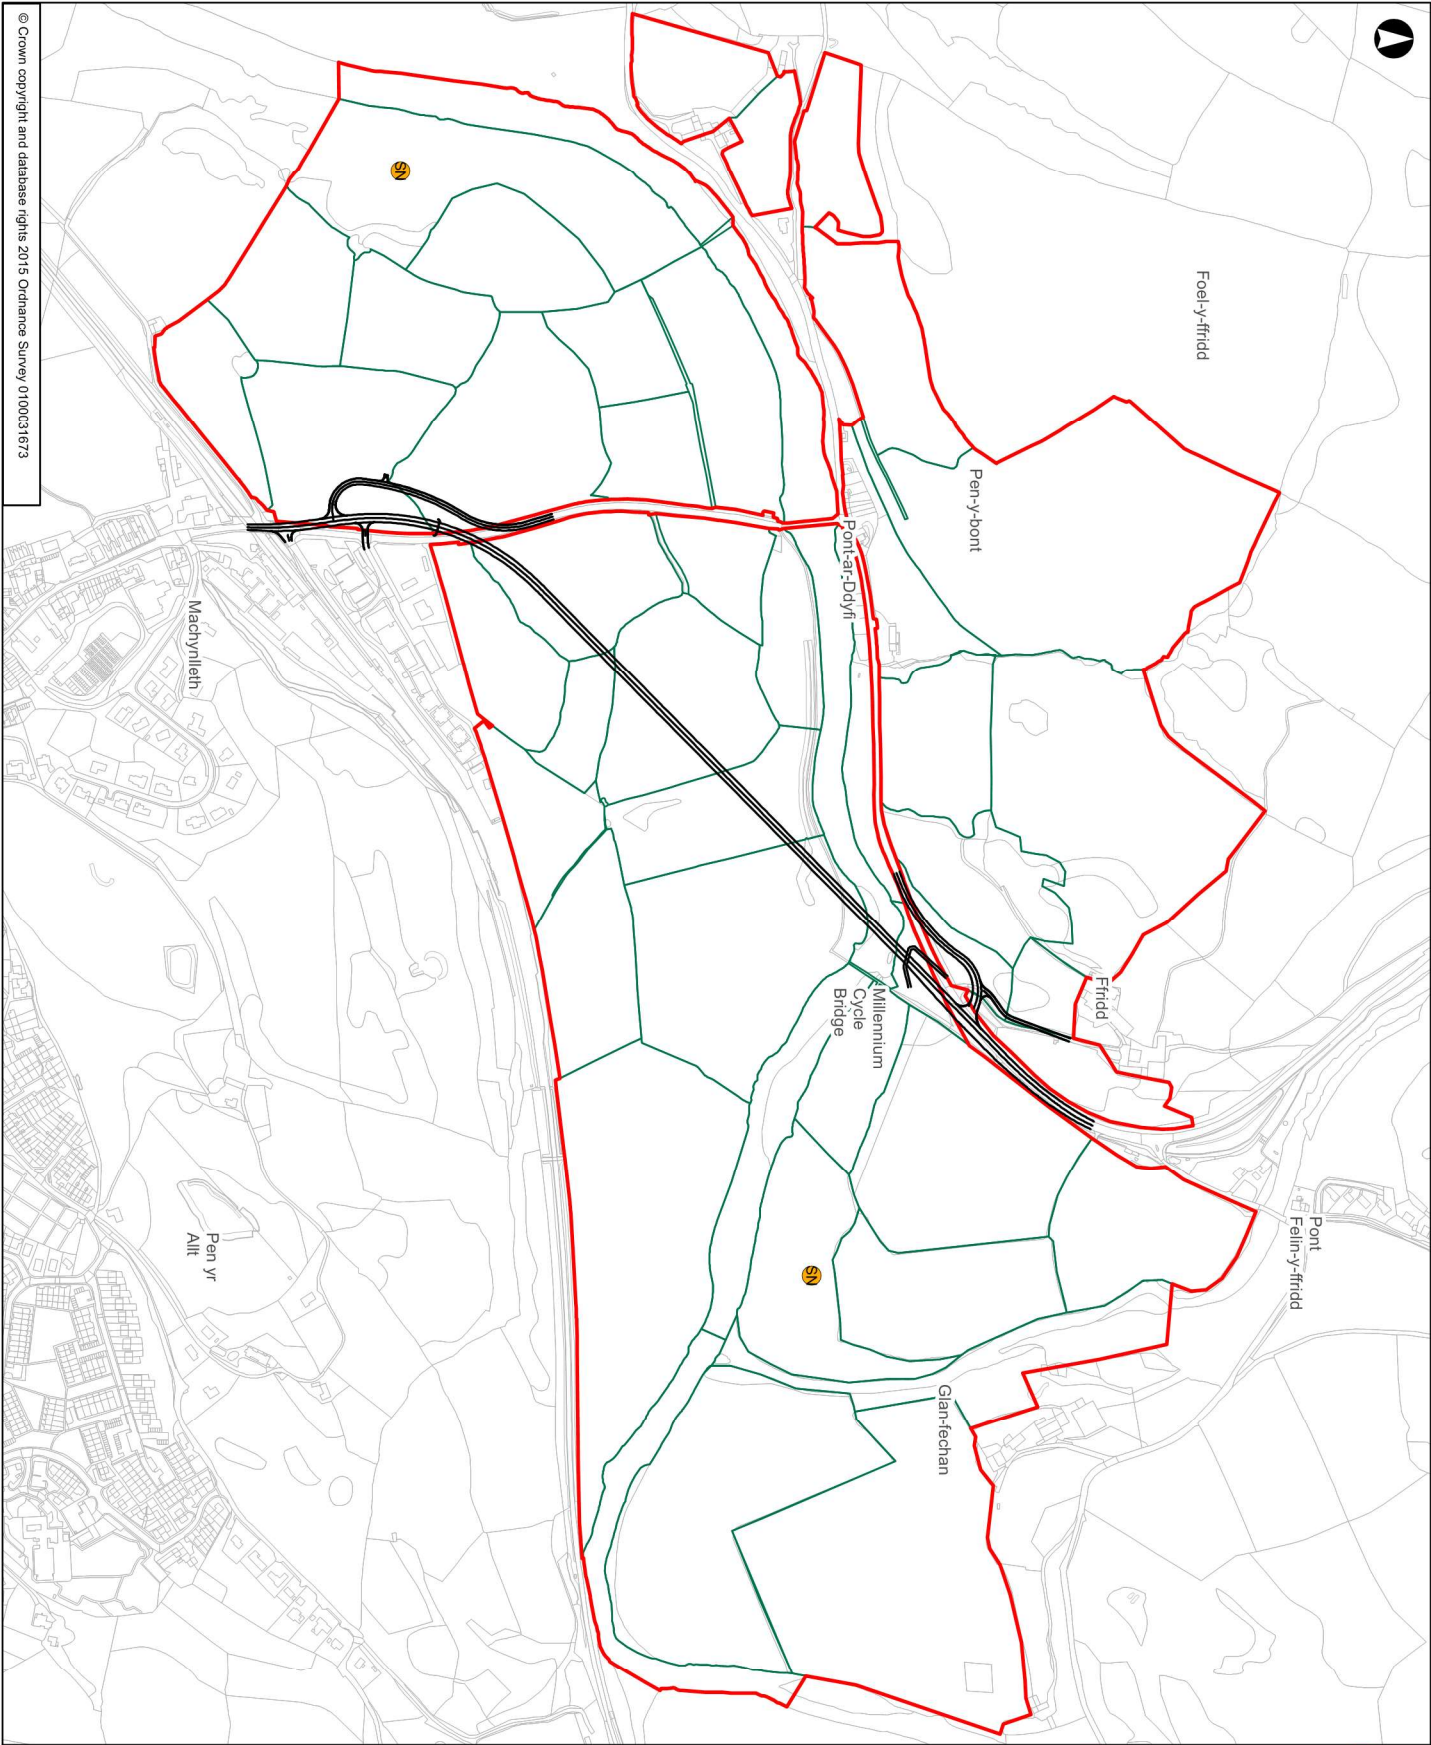 Foel-y-ffridd
Pen-y-bont
Pont-ar-Ddyfi
Machynlleth
SN
Ffridd
Millennium
Cycle
Bridge
Pont
Felin-y-ffridd
SN
Glan-fechan
Pen yr
Allt
© Crown copyright and database rights 2015 Ordnance Survey 0100031673